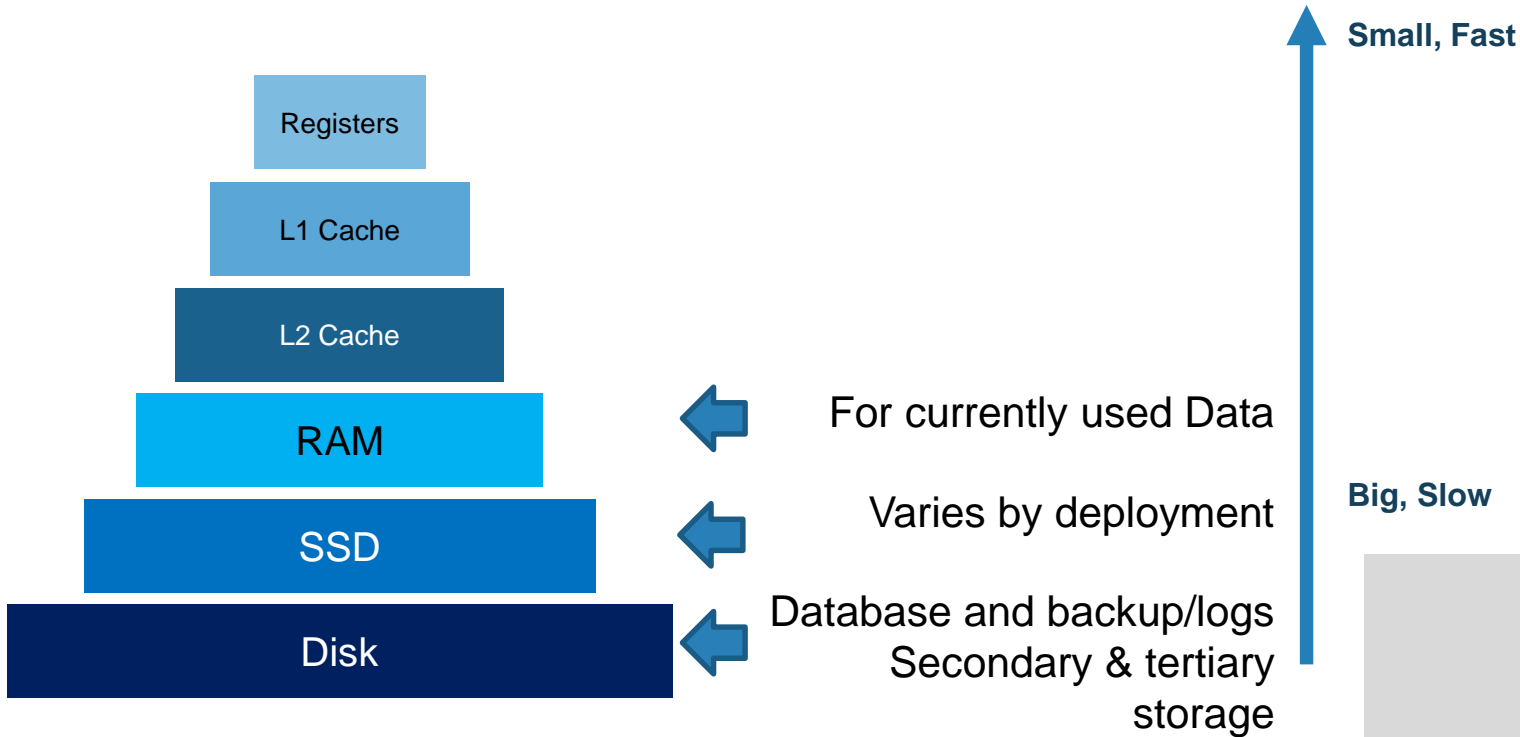 Small, Fast
Registers
L1 Cache
L2 Cache
RAM
For currently used Data
Big, Slow
SSD
Varies by deployment
Disk
Database and backup/logs
Secondary & tertiary
storage